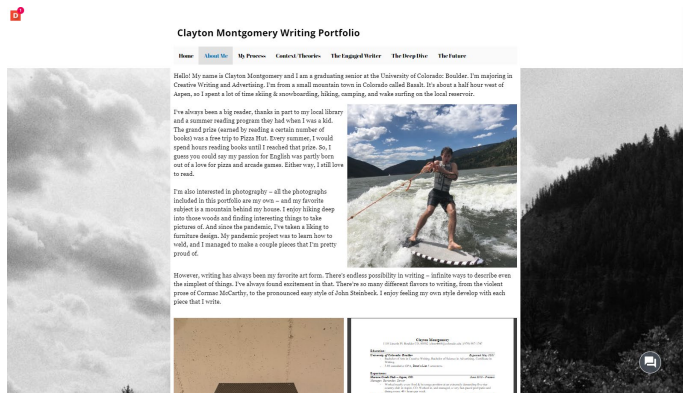 D
Clayton Montgomery Writing Portfolio
Home About Me My Process Context/Theories The Engaged Writer The Deep Dive The Future
Hello! My name is Clayton Montgomery and I am a graduating senior at the University of Colorado: Boulder. I'm majoring in
Creative Writing and Advertising. I'm from a small mountain town in Colorado called Basalt. It's about a half hour west of
Aspen, so I spent a lot of time skiing & snowboarding, hiking, camping, and wake surfing on the local reservoir.
I've always been a big reader, thanks in part to my local library
and a summer reading program they had when I was a kid.
The grand prize (earned by reading a certain number of
books) was a free trip to Pizza Hut. Every summer, I would
spend hours reading books until I reached that prize. So, I
guess you could say my passion for English was partly born
out of a love for pizza and arcade games. Either way, I still love
to read.
I'm also interested in photography – all the photographs
included in this portfolio are my own – and my favorite
subject is a mountain behind my house. I enjoy hiking deep
into those woods and finding interesting things to take
pictures of. And since the pandemic, I've taken a liking to
furniture design. My pandemic project was to learn how to
weld, and I managed to make a couple pieces that I'm pretty
proud of.
However, writing has always been my favorite art form. There's endless possibility in writing – infinite ways to describe even
the simplest of things. I've always found excitement in that. There're so many different flavors to writing, from the violent
prose of Cormac McCarthy, to the pronounced easy style of John Steinbeck. I enjoy feeling my own style develop with each
piece that I write.
Clayton Montgomery
Education
University of Colorado Boulder
Experience